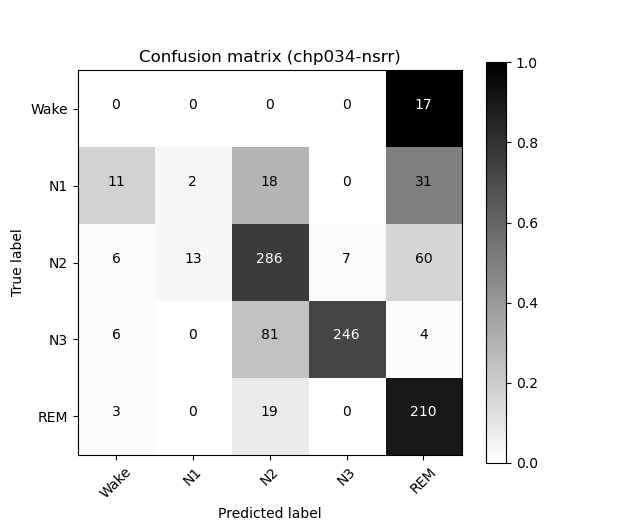 Confusion matrix (chp034-nsrr)
True label
Wake 0 0 0 0 17
N1 11 2 18 0 31
N2 6 13 286 7 60
N3 6 0 81 246 4
REM 3 0 19 0 210
Wake N1 N2 N3 REM
Predicted label
1.0
0.8
0.6
0.4
0.2
0.0